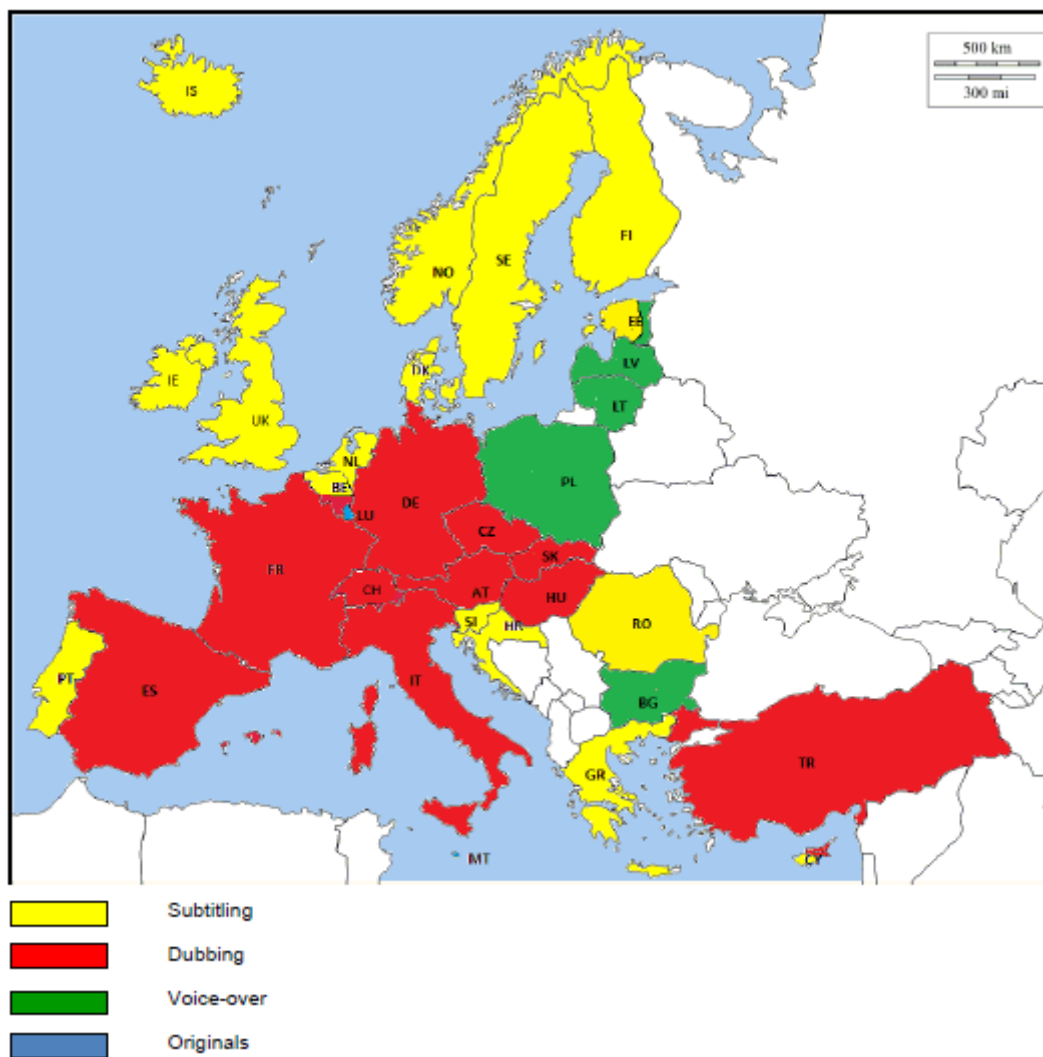 500 km
300 mi
IS
FI
SE
NO
EE
LV
DK
IE
LT
UK
NL
PL
BE
DE
LU
CZ
SK
FR
CH
AT
HU
SI
HR
RO
PT
ES
IT
BG
TR
GR
MT
CY
Subtitling
Dubbing
Voice-over
Originals